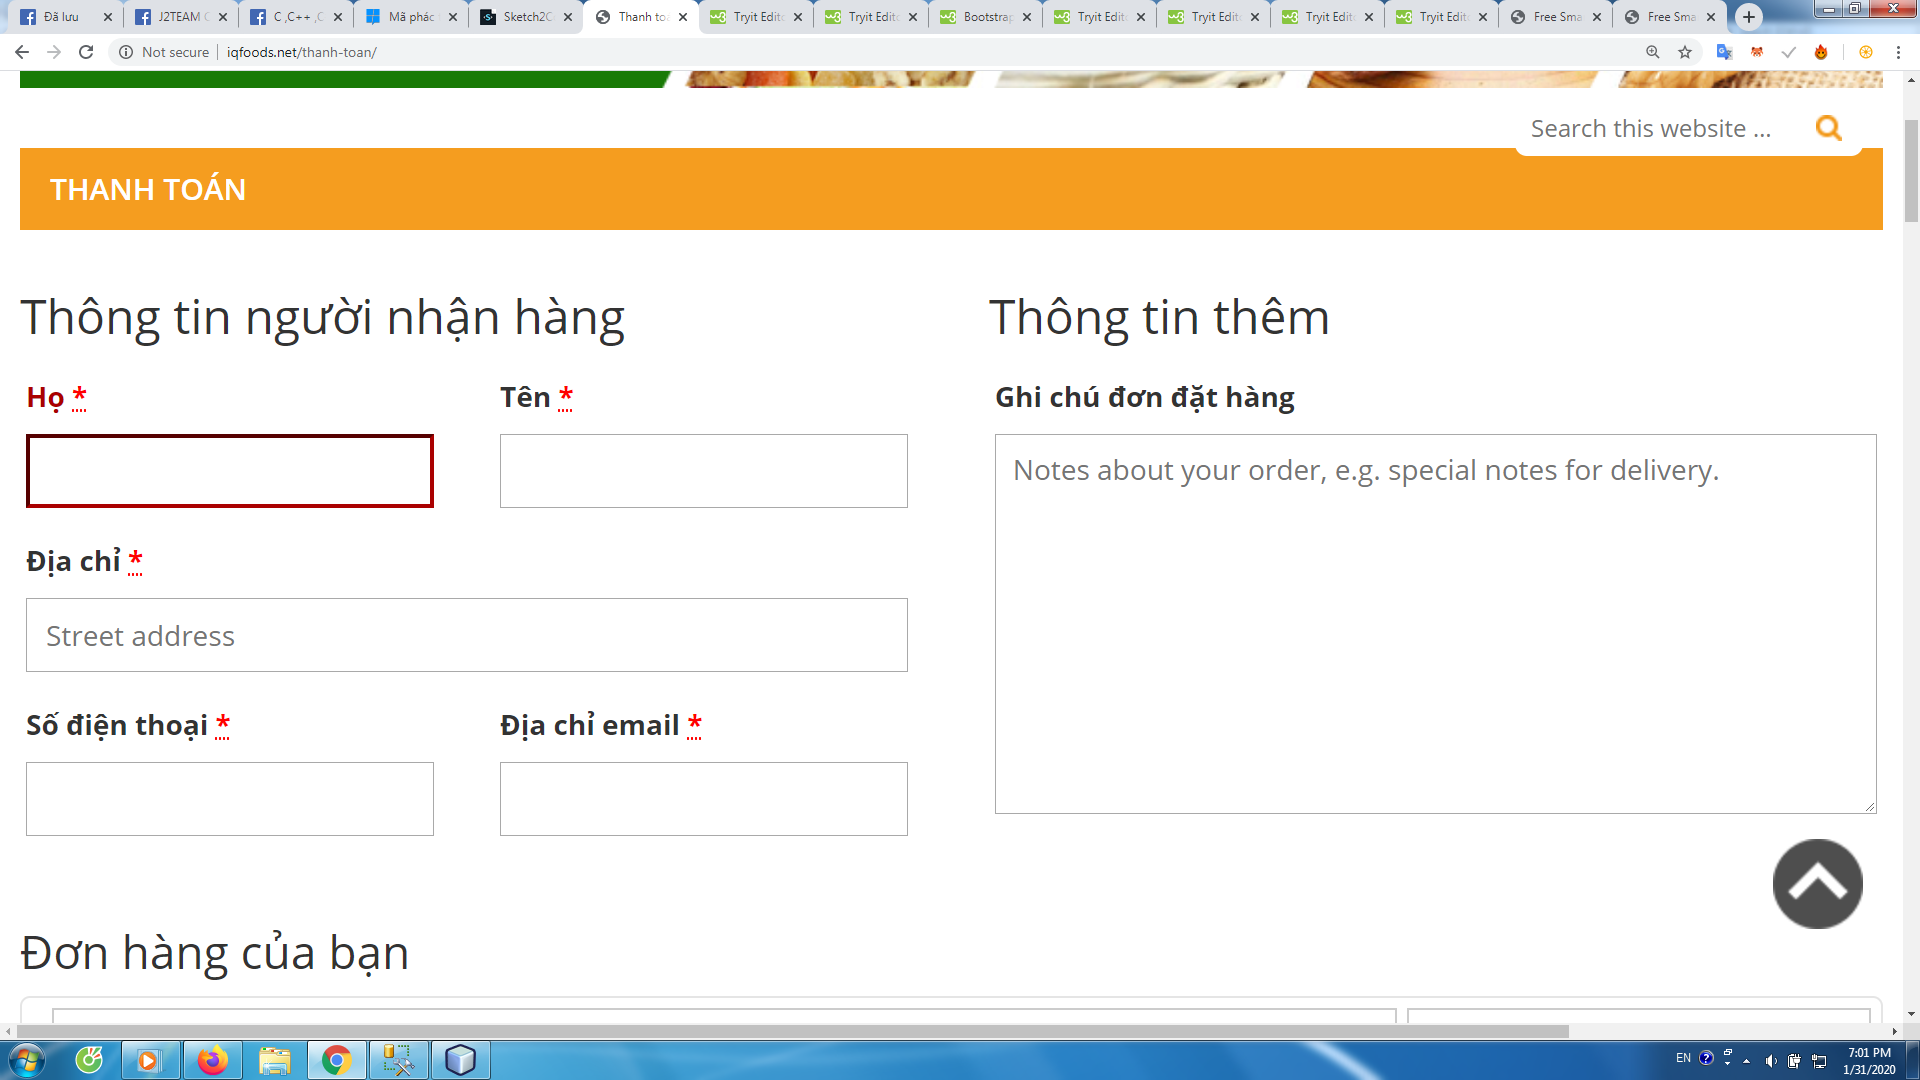 Đã lưu
J2TEAM
C ,C++ ,C
Mã phác
Sketch2C
Thanh to
Tryit Edit
Tryit Edit
Bootstrap
Tryit Edit
Tryit Edit
Tryit Edit
Tryit Edit
Free Sma
Free Sma
Not secure
iqfoods.net/thanh-toan/
Search this website ...
THANH TOÁN
Thông tin người nhận hàng
Thông tin thêm
Họ *
Tên *
Ghi chú đơn đặt hàng
Notes about your order, e.g. special notes for delivery.
Địa chỉ *
Street address
Số điện thoại *
Địa chỉ email *
Đơn hàng của bạn
EN
7:01 PM
1/31/2020